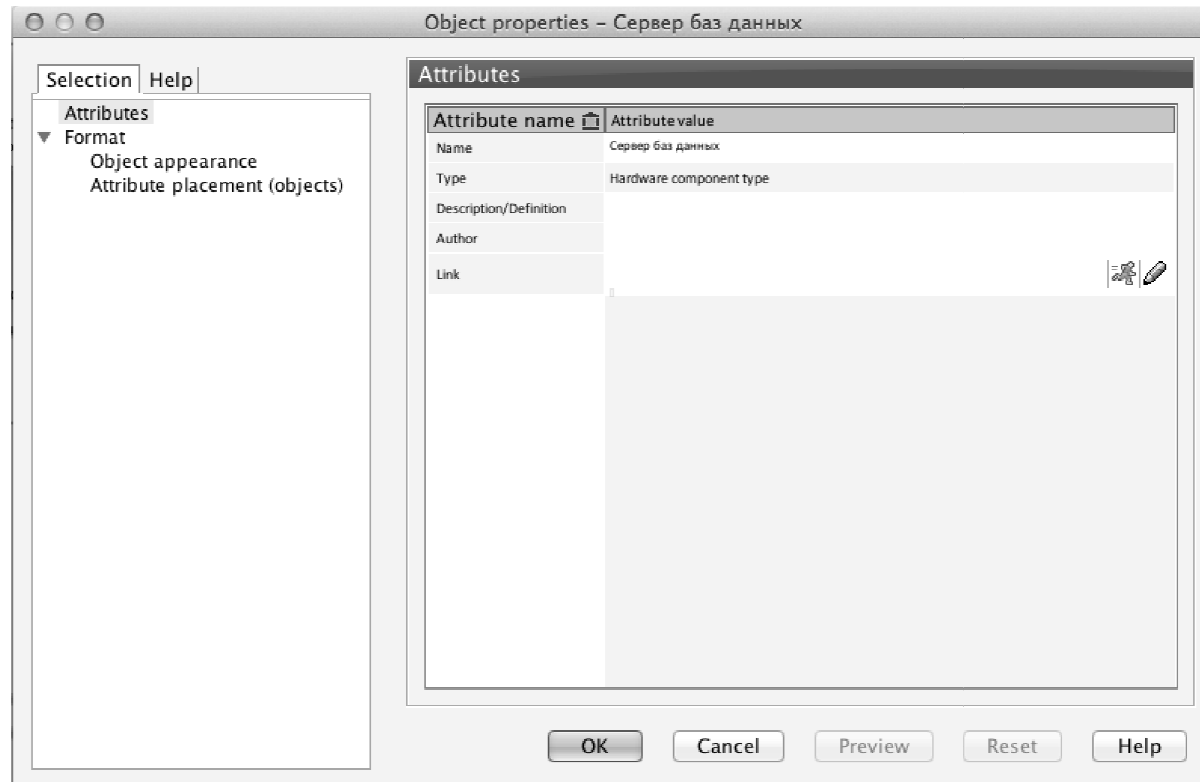 Object properties – Сервер баз данных
Selection Help
Attributes
Format
Object appearance
Attribute placement (objects)
Attributes
Attribute name Attribute value
Name Сервер баз данных
Type Hardware component type
Description/Definition
Author
Link
OK Cancel Preview Reset Help